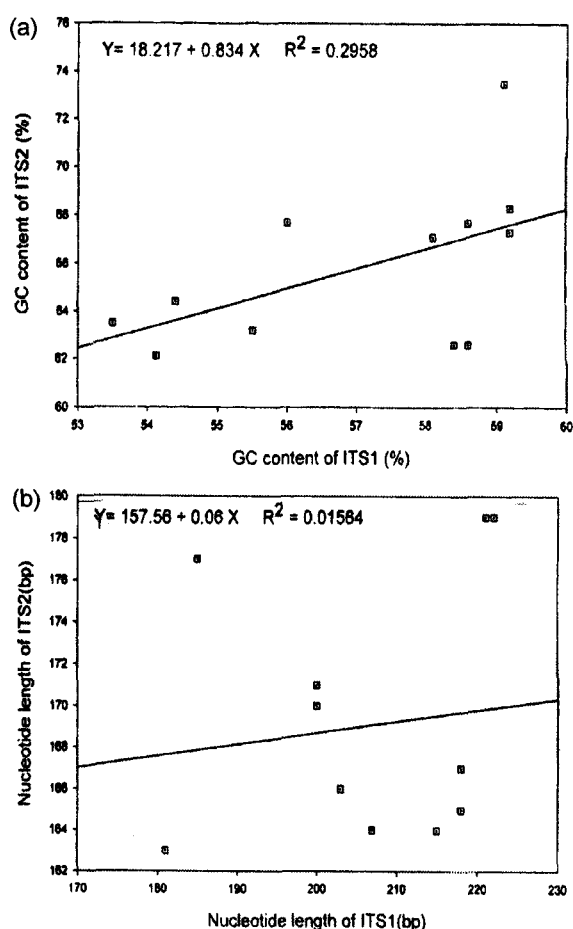 (a)
Y= 18.217 + 0.834 X R² = 0.2958
GC content of ITS2 (%)
76
74
72
70
68
66
64
62
60
53 54 55 56 57 58 59 60
GC content of ITS1 (%)
(b)
Y= 157.56 + 0.06 X R² = 0.01564
Nucleotide length of ITS2(bp)
180
178
176
174
172
170
168
166
164
162
170 180 190 200 210 220 230
Nucleotide length of ITS1(bp)